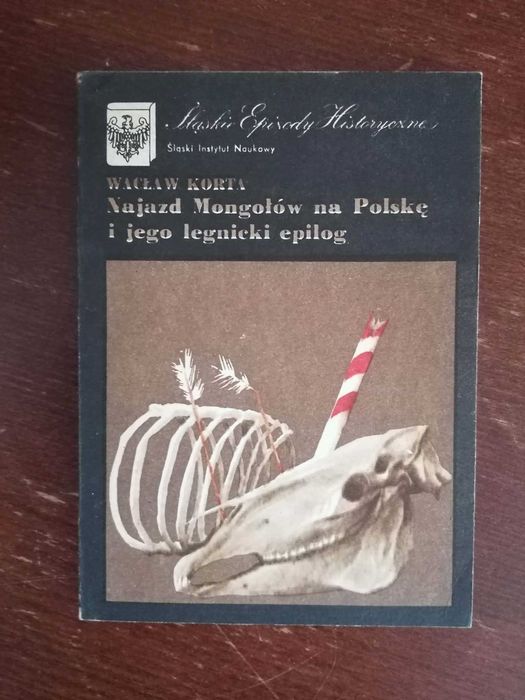 Śląskie Epizody Historyczne
Śląski Instytut Naukowy
WACŁAW KORTA
Najazd Mongołów na Polskę
i jego legnicki epilog